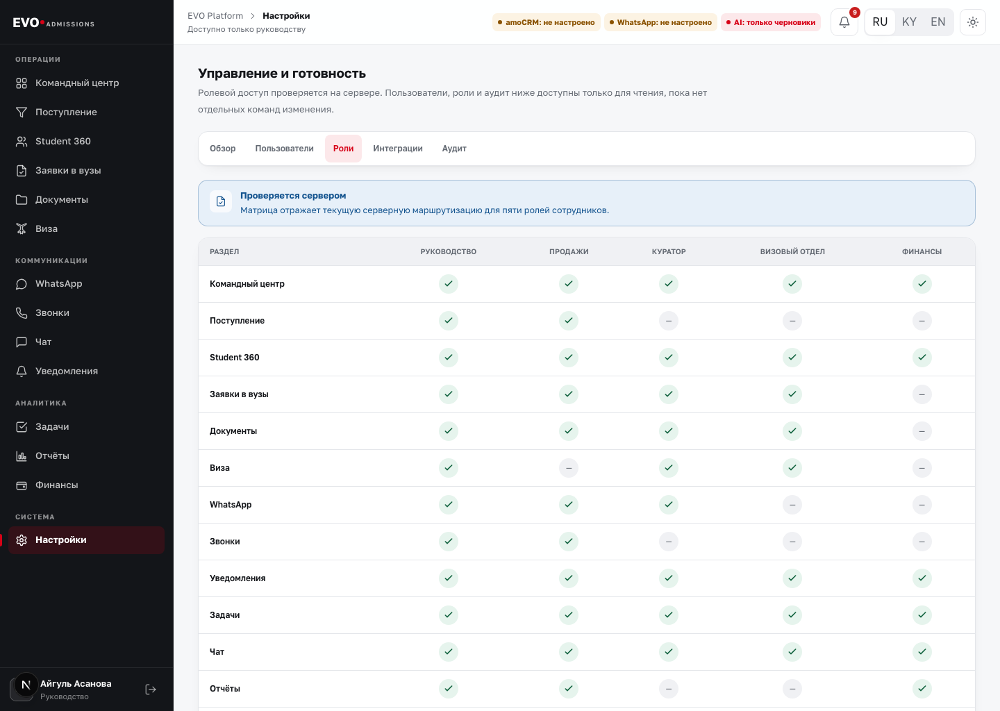 EVO ADMISSIONS
ОПЕРАЦИИ
Командный центр
Поступление
Student 360
Заявки в вузы
Документы
Виза
КОММУНИКАЦИИ
WhatsApp
Звонки
Чат
Уведомления
АНАЛИТИКА
Задачи
Отчёты
Финансы
СИСТЕМА
Настройки
N
Айгуль Асанова
Руководство
EVO Platform > Настройки
Доступно только руководству
amoCRM: не настроено
WhatsApp: не настроено
AI: только черновики
9
RU KY EN
Управление и готовность
Ролевой доступ проверяется на сервере. Пользователи, роли и аудит ниже доступны только для чтения, пока нет
отдельных команд изменения.
Обзор Пользователи Роли Интеграции Аудит
Проверяется сервером
Матрица отражает текущую серверную маршрутизацию для пяти ролей сотрудников.
РАЗДЕЛ РУКОВОДСТВО ПРОДАЖИ КУРАТОР ВИЗОВЫЙ ОТДЕЛ ФИНАНСЫ
Командный центр ✓ ✓ ✓ ✓ ✓
Поступление ✓ ✓ — — —
Student 360 ✓ ✓ ✓ ✓ ✓
Заявки в вузы ✓ ✓ ✓ ✓ —
Документы ✓ ✓ ✓ ✓ —
Виза ✓ — ✓ ✓ —
WhatsApp ✓ ✓ ✓ — —
Звонки ✓ ✓ — — —
Уведомления ✓ ✓ ✓ ✓ ✓
Задачи ✓ ✓ ✓ ✓ ✓
Чат ✓ ✓ ✓ ✓ ✓
Отчёты ✓ ✓ — — ✓